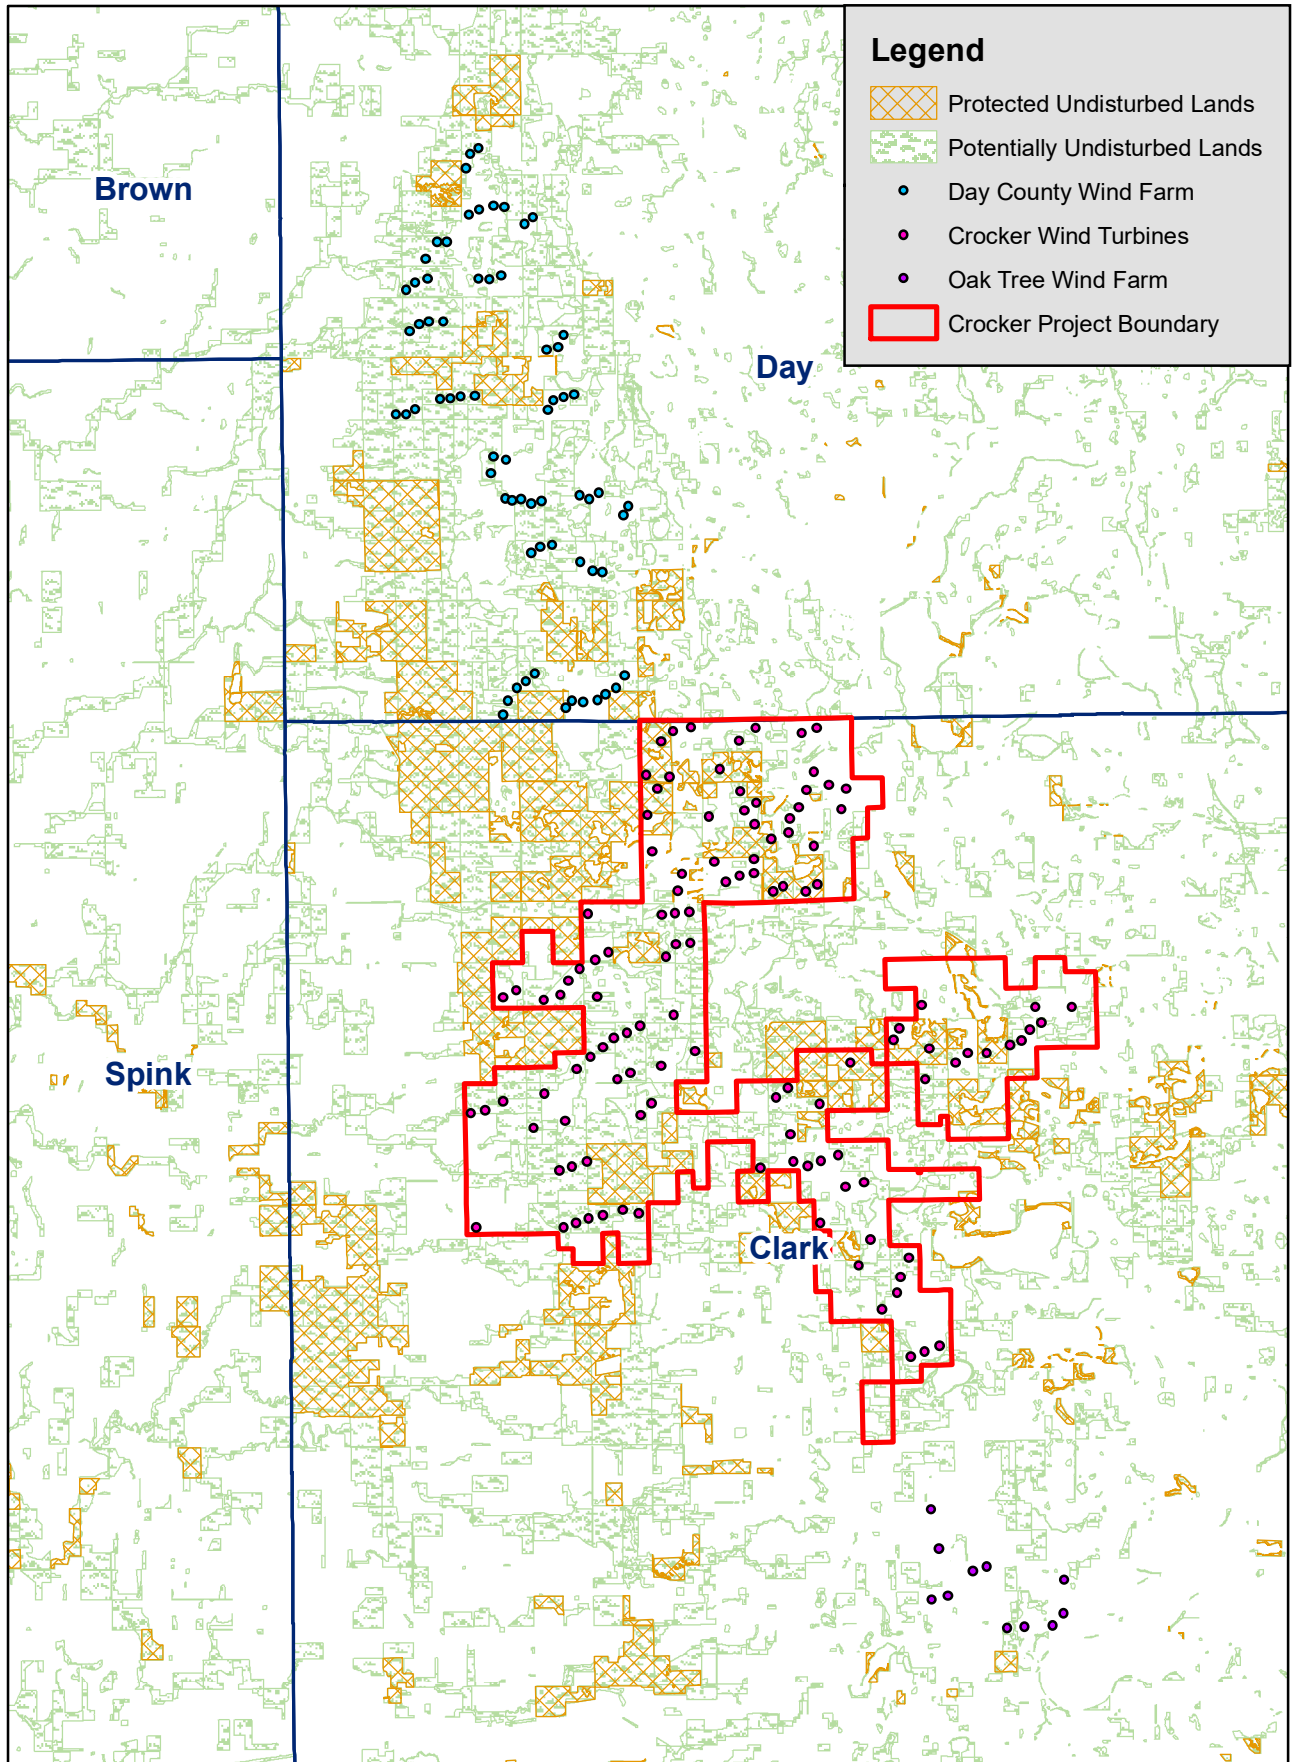 Legend
Protected Undisturbed Lands
Potentially Undisturbed Lands
Day County Wind Farm
Crocker Wind Turbines
Oak Tree Wind Farm
Crocker Project Boundary
Brown
Day
Spink
Clark